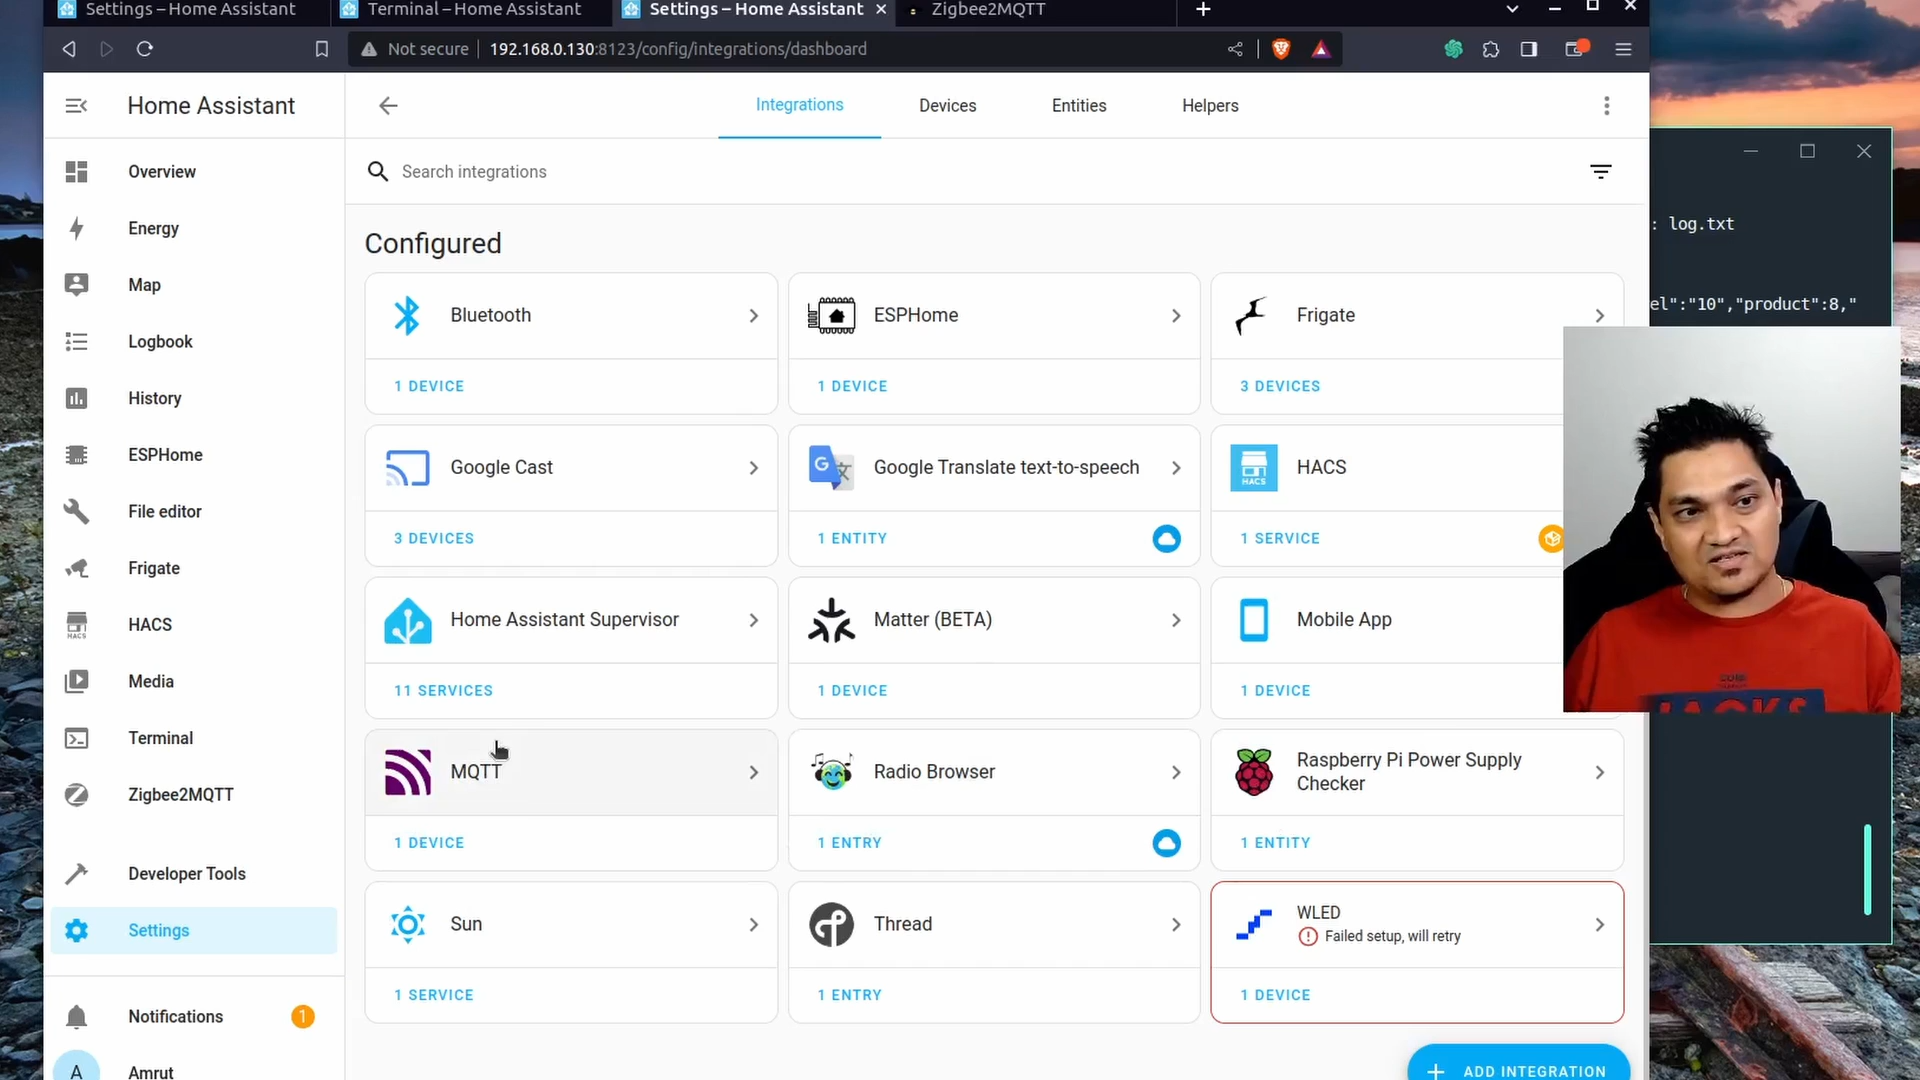 Settings – Home Assistant
Terminal – Home Assistant
Settings – Home Assistant
Zigbee2MQTT
Not secure
192.168.0.130:8123/config/integrations/dashboard
Home Assistant
Integrations
Devices
Entities
Helpers
Overview
Energy
Map
Logbook
History
ESPHome
File editor
Frigate
HACS
HACS
Media
Terminal
Zigbee2MQTT
Developer Tools
Settings
Notifications
1
A
Amrut
Search integrations
Configured
Bluetooth
1 DEVICE
ESPHome
1 DEVICE
Frigate
3 DEVICES
Google Cast
3 DEVICES
G
Google Translate text-to-speech
1 ENTITY
HACS
HACS
1 SERVICE
Home Assistant Supervisor
11 SERVICES
Matter (BETA)
1 DEVICE
Mobile App
1 DEVICE
MQTT
1 DEVICE
Radio Browser
1 ENTRY
Raspberry Pi Power Supply
Checker
1 ENTITY
Sun
1 SERVICE
Thread
1 ENTRY
WLED
Failed setup, will retry
1 DEVICE
ADD INTEGRATION
: log.txt
el":"10","product":8,"